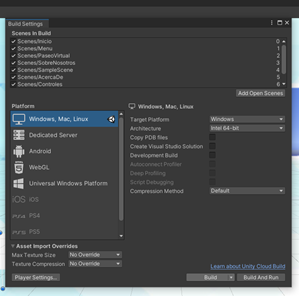 Build Settings
Scenes In Build
Scenes/Inicio 0
Scenes/Menu 1
Scenes/PaseoVirtual 2
Scenes/SobreNosotros 3
Scenes/SampleScene 4
Scenes/AcercaDe 5
Scenes/Controles 6
Add Open Scenes
Platform
Windows, Mac, Linux
Dedicated Server
Android
WebGL
Universal Windows Platform
iOS iOS
PS4 PS4
PS5 PS5
Windows, Mac, Linux
Target Platform Windows
Architecture Intel 64-bit
Copy PDB files
Create Visual Studio Solution
Development Build
Autoconnect Profiler
Deep Profiling
Script Debugging
Compression Method Default
Asset Import Overrides
Max Texture Size No Override
Texture Compression No Override
Learn about Unity Cloud Build
Player Settings...
Build
Build And Run